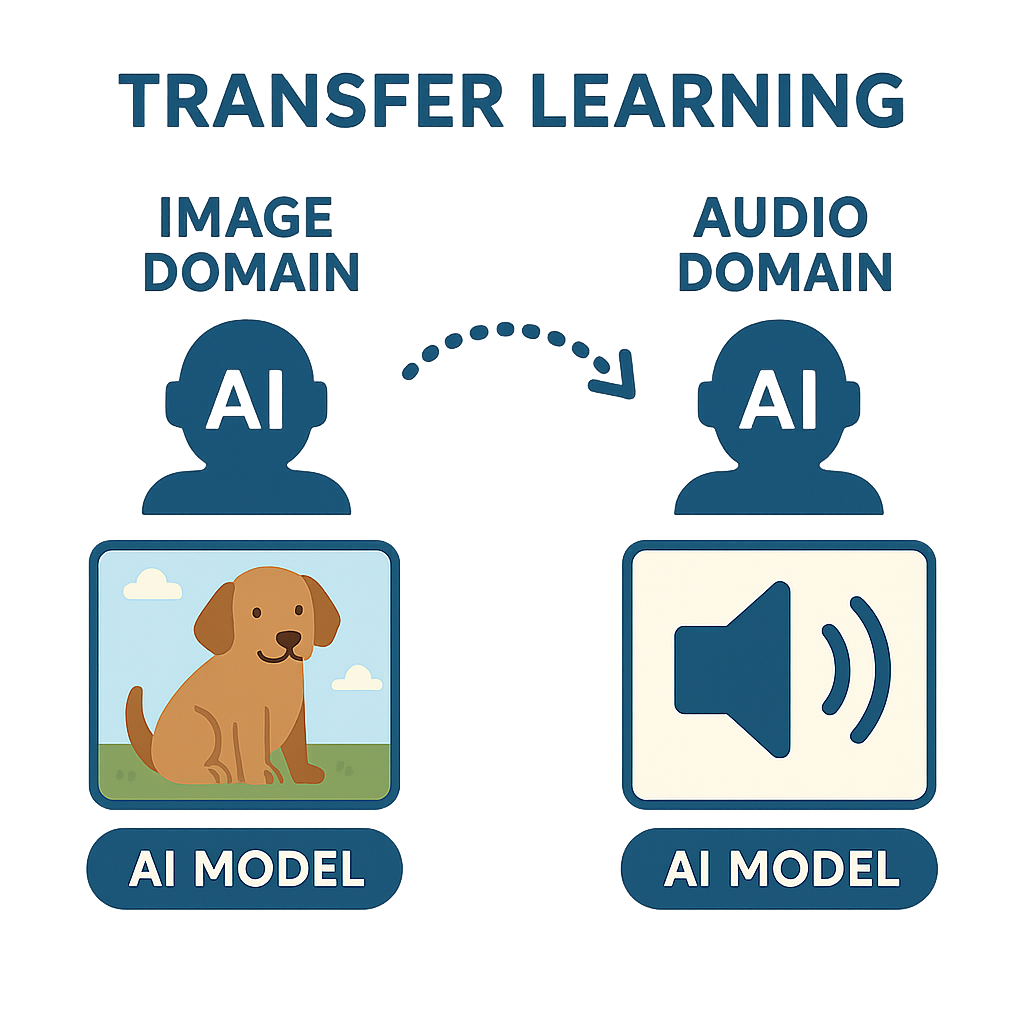 TRANSFER LEARNING
IMAGE
DOMAIN
AUDIO
DOMAIN
AI
AI
AI MODEL
AI MODEL